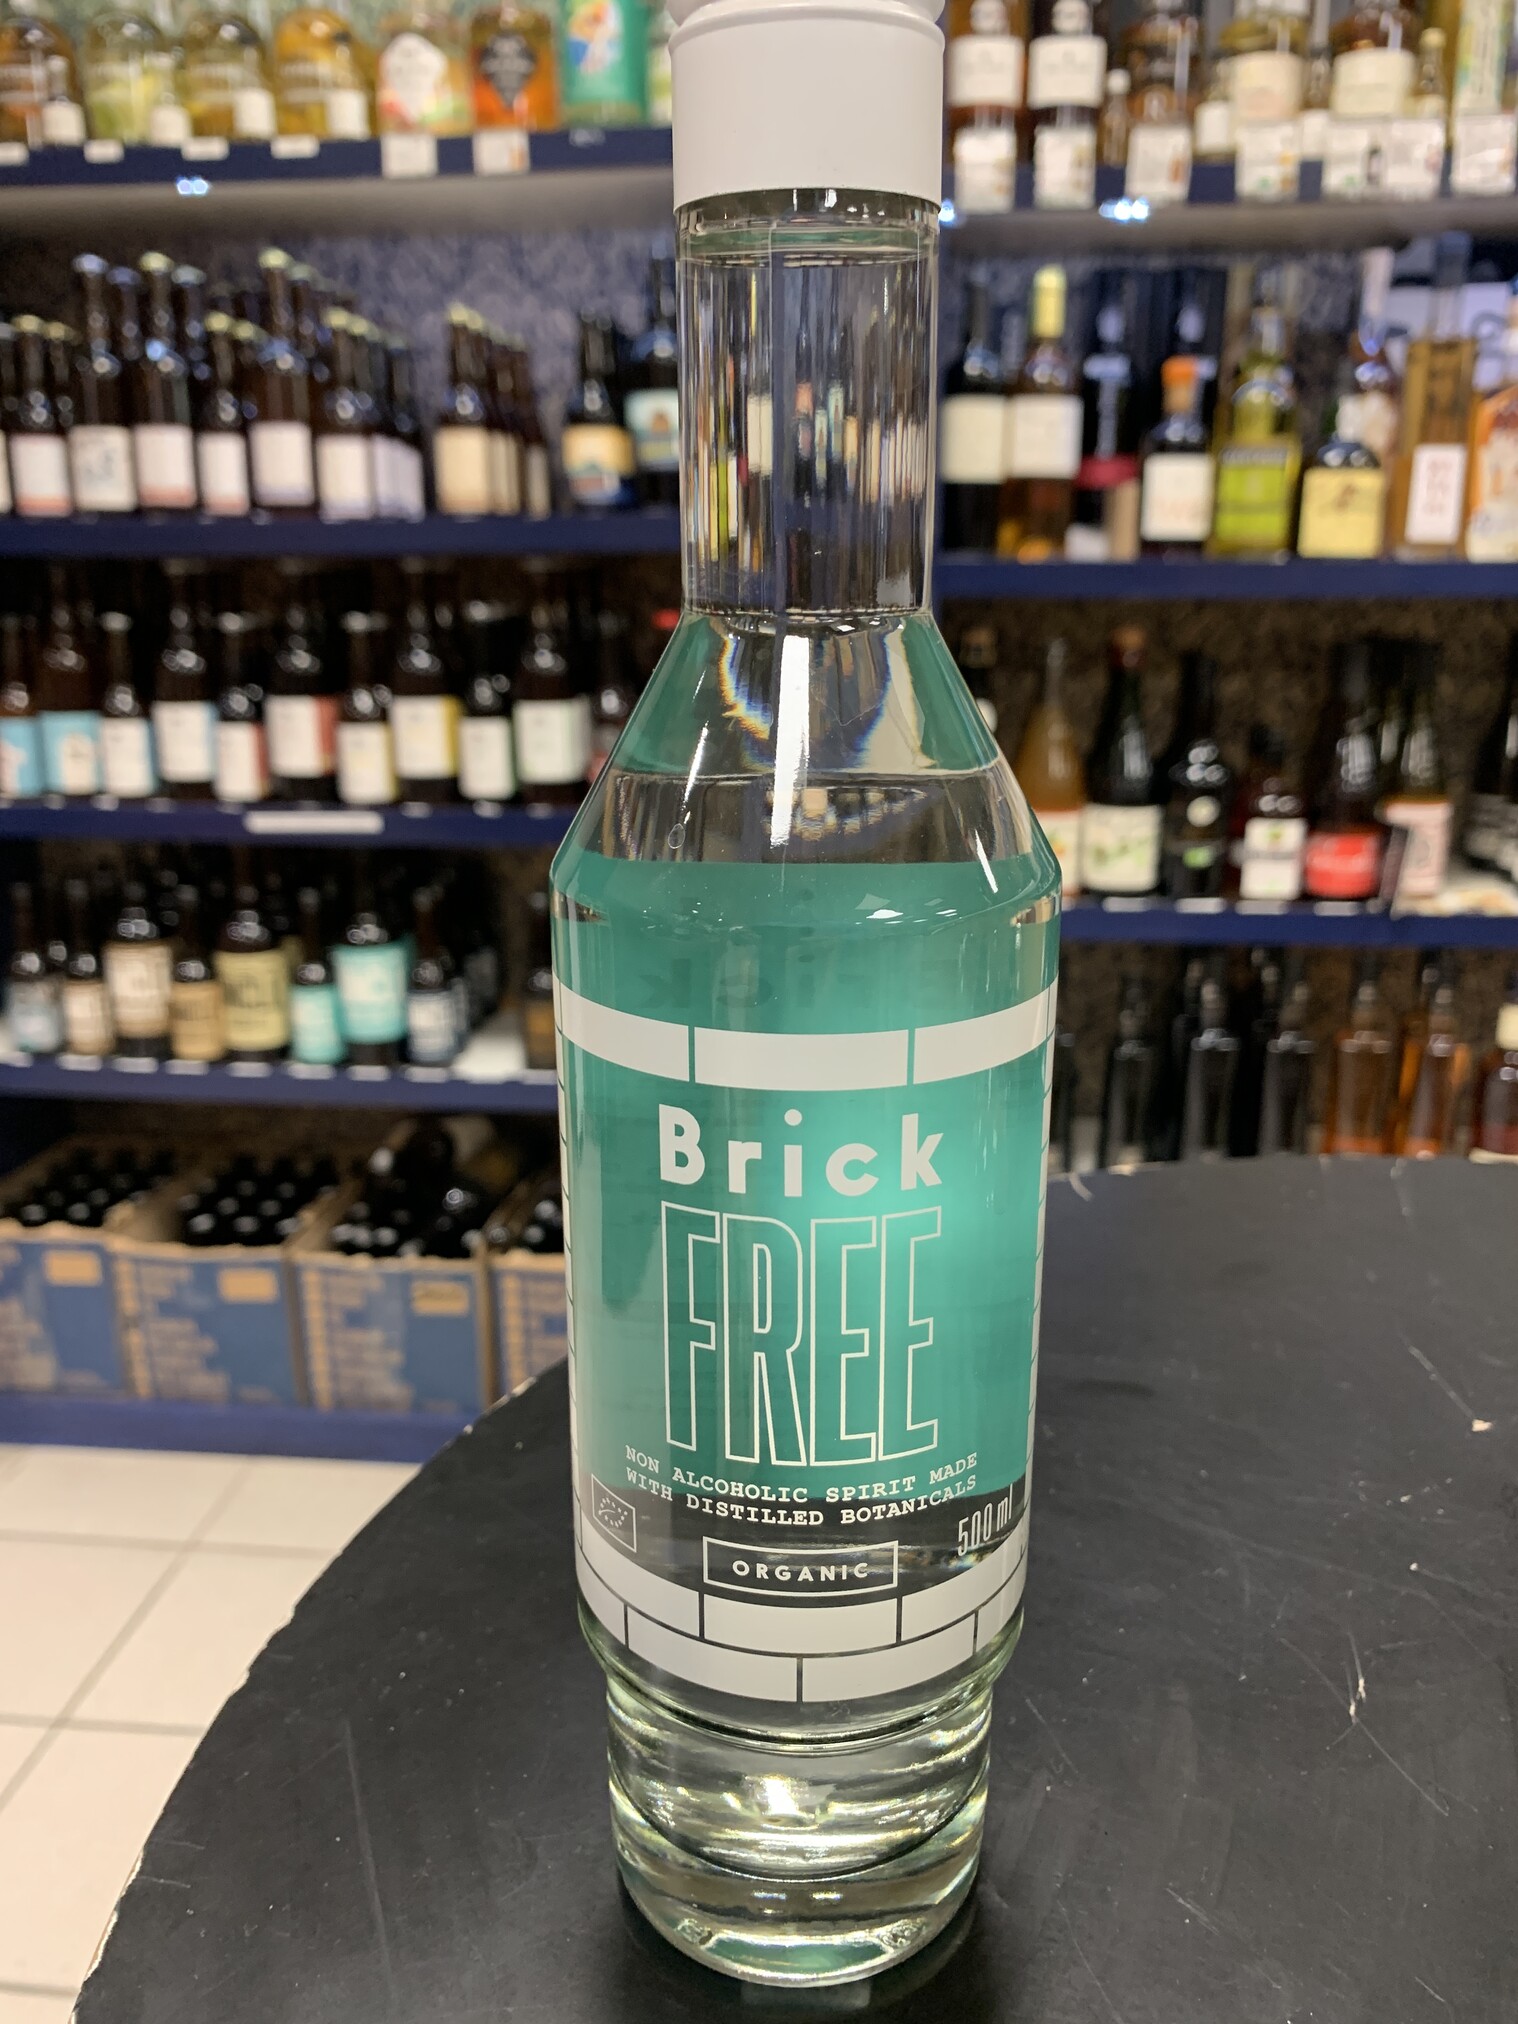 Brick
FREE
NON ALCOHOLIC SPIRIT MADE
WITH DISTILLED BOTANICALS
500 ml
ORGANIC